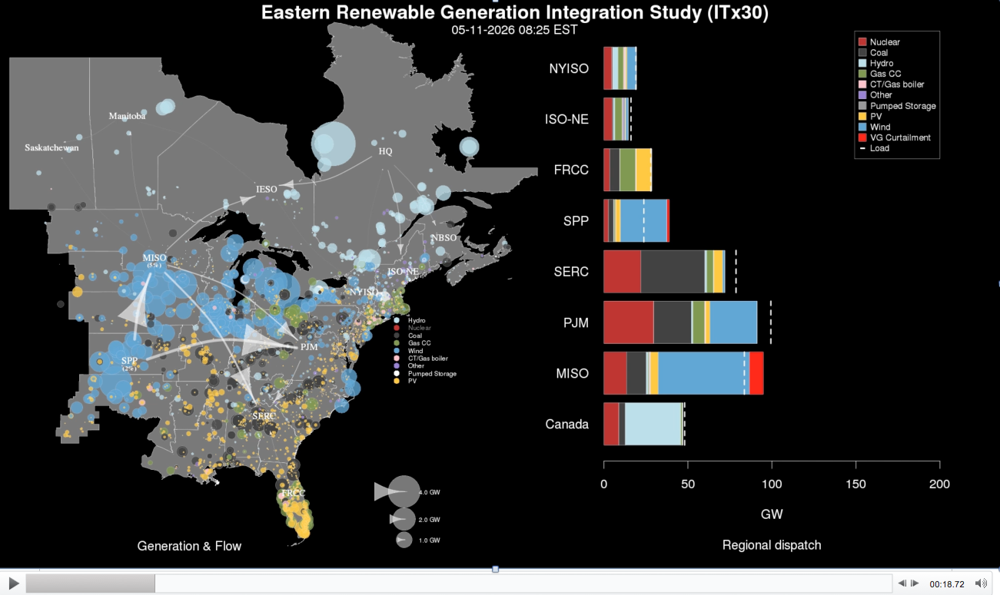 Eastern Renewable Generation Integration Study (ITx30)
05-11-2026 08:25 EST
Manitoba
Saskatchewan
HQ
IESO
NBSO
MISO
(5%)
ISO-NE
NYISO
PJM
SPP
(2%)
SERC
FRCC
Hydro
Nuclear
Coal
Gas CC
Wind
CT/Gas boiler
Other
Pumped Storage
PV
4.0 GW
2.0 GW
1.0 GW
Generation & Flow
NYISO
ISO-NE
FRCC
SPP
SERC
PJM
MISO
Canada
0 50 100 150 200
GW
Regional dispatch
Nuclear
Coal
Hydro
Gas CC
CT/Gas boiler
Other
Pumped Storage
PV
Wind
VG Curtailment
Load
00:18.72